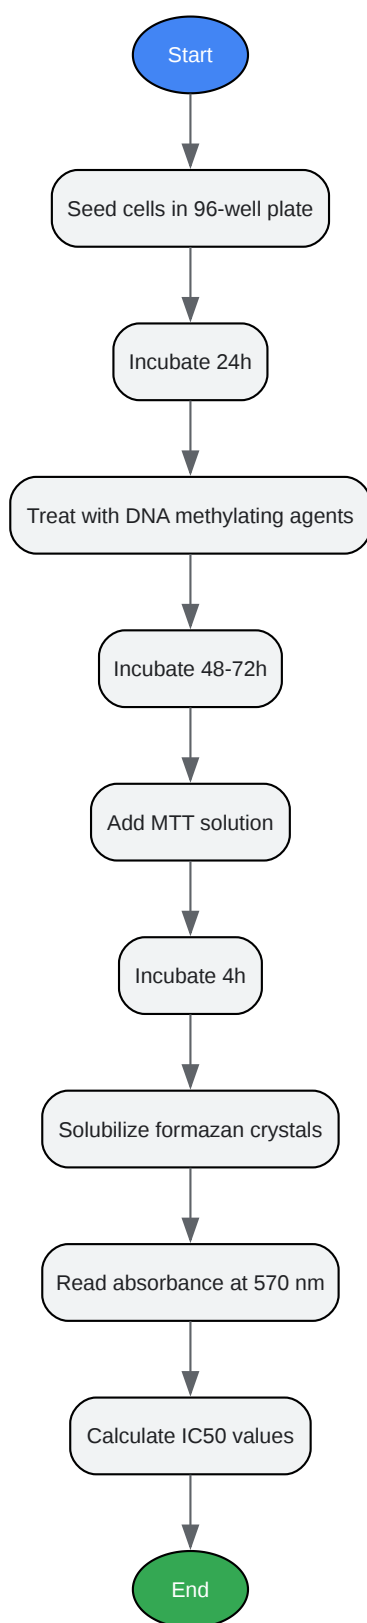 Start
Seed cells in 96-well plate
Incubate 24h
Treat with DNA methylating agents
Incubate 48-72h
Add MTT solution
Incubate 4h
Solubilize formazan crystals
Read absorbance at 570 nm
Calculate IC50 values
End